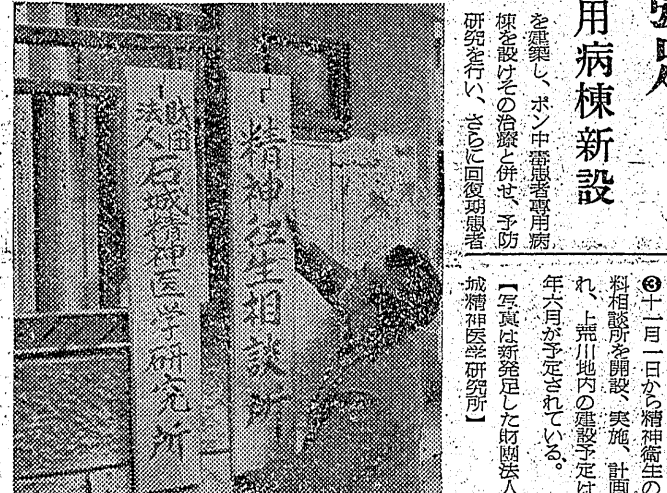 用病棟新設
を建築し、ポン中毒患者専用病
棟を設けその治療と併せ、予防
研究を行い、さらに回復期患者
❸十一月一日から精神衛生の
料相談所を開設、実施、計画
れ、上荒川地内の建設予定は
年六月が予定されている。
【写真は新発足した財団法人
城精神医学研究所】
精神衛生相談所
財団法人石城精神医学研究所